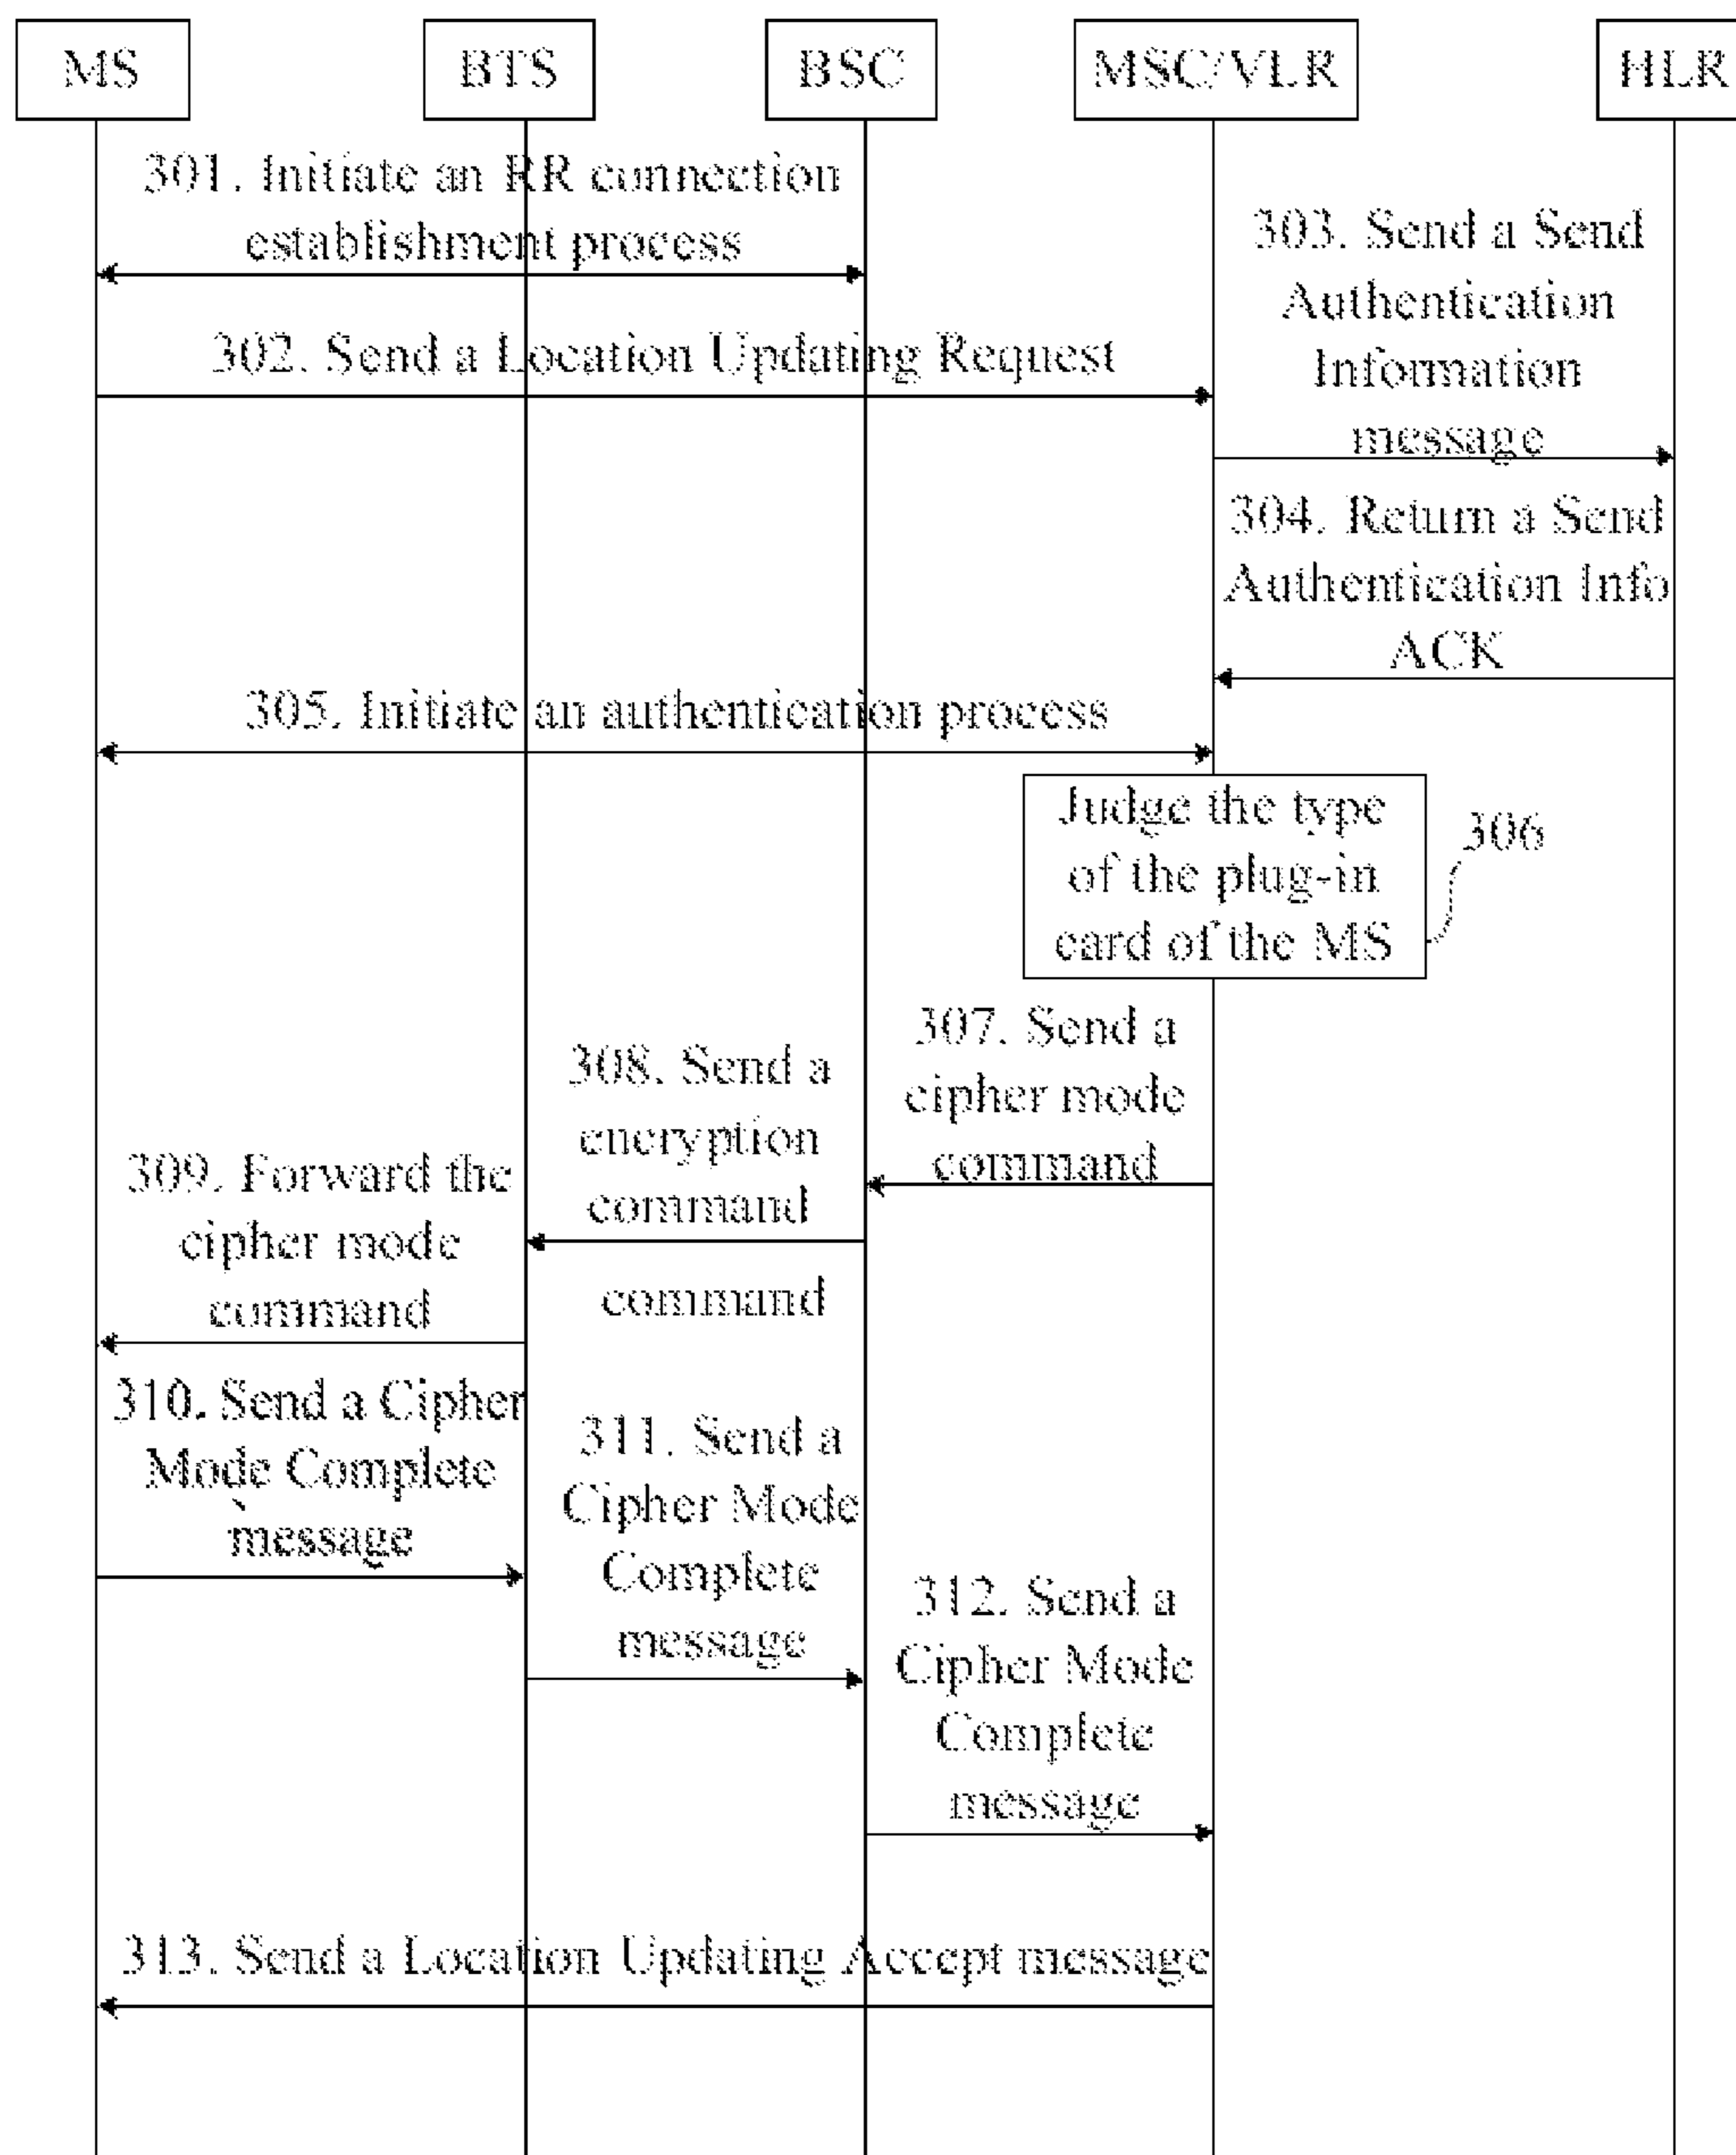 MS
BTS
BSC
MSC/VLR
HLR
301. Initiate an RR connection
establishment process
302. Send a Location Updating Request
303. Send a Send
Authentication
Information
message
304. Return a Send
Authentication Info
ACK
305. Initiate an authentication process
Judge the type
of the plug-in
card of the MS
306
307. Send a
cipher mode
command
308. Send a
encryption
command
command
309. Forward the
cipher mode
command
310. Send a Cipher
Mode Complete
message
311. Send a
Cipher Mode
Complete
message
312. Send a
Cipher Mode
Complete
message
313. Send a Location Updating Accept message